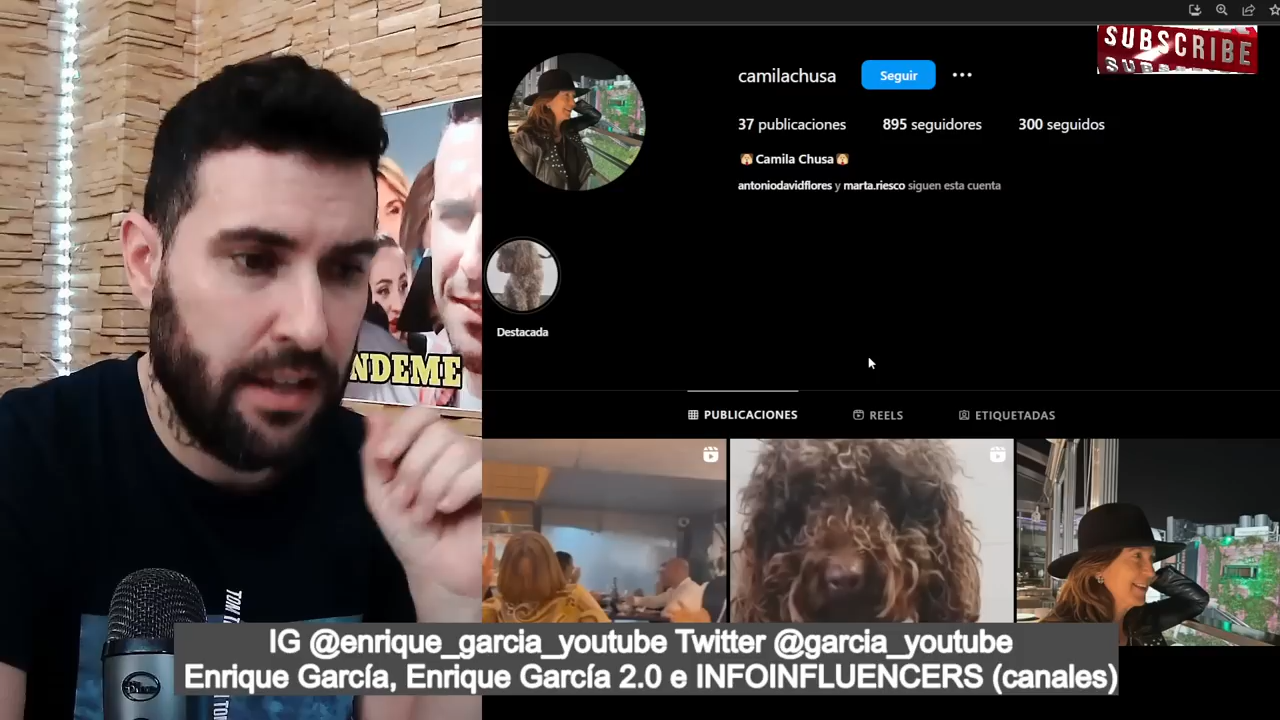 SUBSCRIBE
camilachusa
Seguir
37 publicaciones
895 seguidores
300 seguidos
Camila Chusa
antoniodavidflores y marta.riesco siguen esta cuenta
Destacada
NDEME
PUBLICACIONES
REELS
ETIQUETADAS
IG @enrique_garcia_youtube Twitter @garcia_youtube
Enrique García, Enrique García 2.0 e INFOINFLUENCERS (canales)